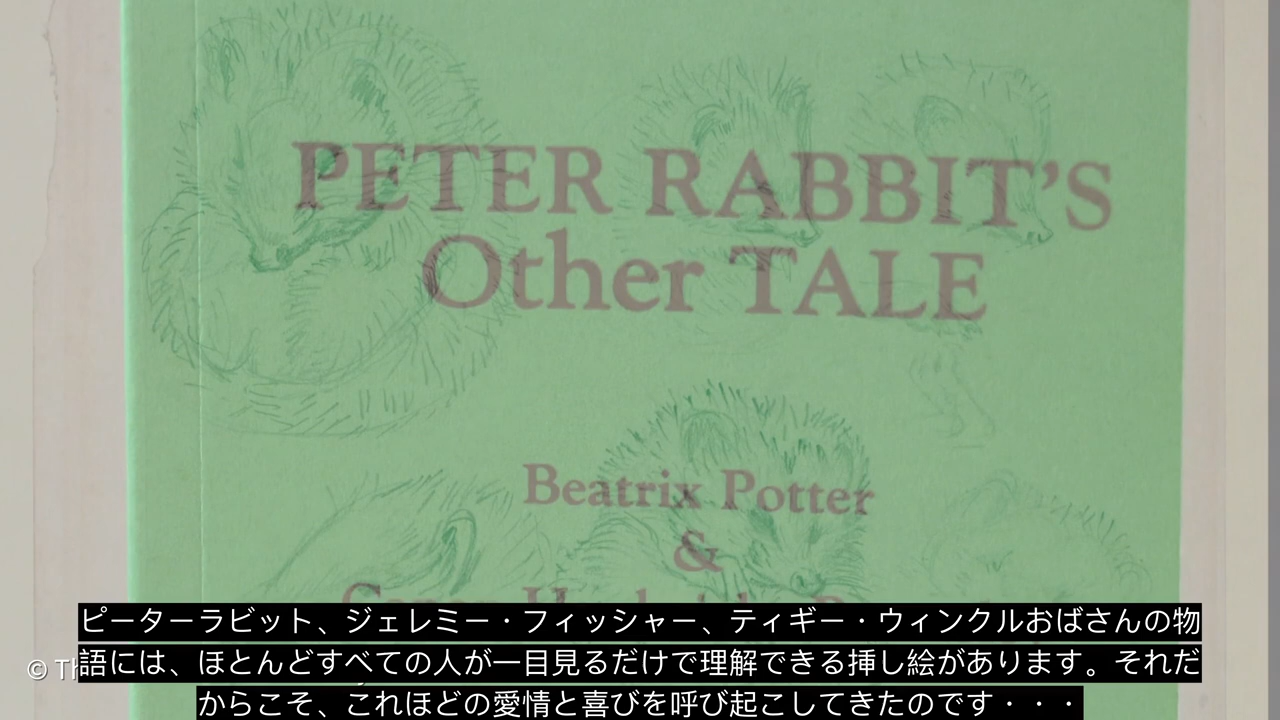 PETER RABBIT'S
Other TALE
Beatrix Potter
&
ピーターラビット、ジェレミー・フィッシャー、ティギー・ウィンクルおばさんの物
語には、ほとんどすべての人が一目見るだけで理解できる挿し絵があります。それだ
からこそ、これほどの愛情と喜びを呼び起こしてきたのです・・・
©